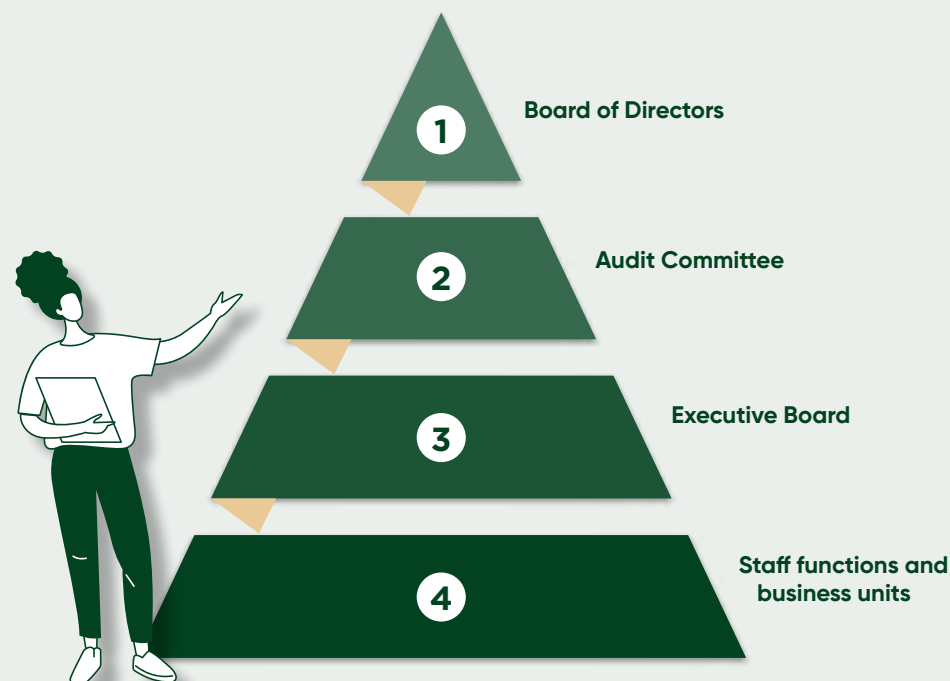 1
Board of Directors
2
Audit Committee
3
Executive Board
4
Staff functions and
business units